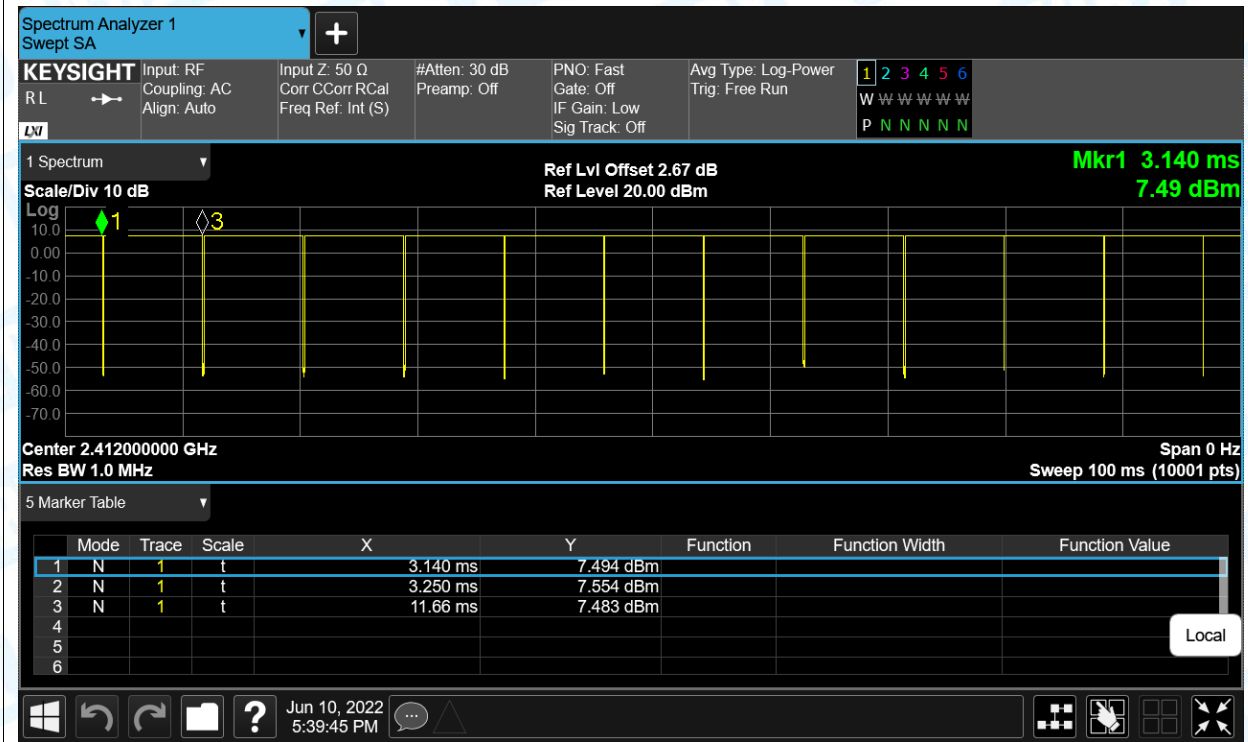 Spectrum Analyzer 1
Swept SA
KEYSIGHT
R L
LXI
Input: RF
Coupling: AC
Align: Auto
Input Z: 50 Ω
Corr CCorr RCal
Freq Ref: Int (S)
#Atten: 30 dB
Preamp: Off
PNO: Fast
Gate: Off
IF Gain: Low
Sig Track: Off
Avg Type: Log-Power
Trig: Free Run
1 2 3 4 5 6
W W W W W W
P N N N N N
1 Spectrum
Scale/Div 10 dB
Ref Lvl Offset 2.67 dB
Ref Level 20.00 dBm
Mkr1 3.140 ms
7.49 dBm
Log
1
3
10.0
0.00
-10.0
-20.0
-30.0
-40.0
-50.0
-60.0
-70.0
Center 2.412000000 GHz
Res BW 1.0 MHz
Span 0 Hz
Sweep 100 ms (10001 pts)
5 Marker Table
Mode Trace Scale X Y Function Function Width Function Value
1 N 1 t 3.140 ms 7.494 dBm
2 N 1 t 3.250 ms 7.554 dBm
3 N 1 t 11.66 ms 7.483 dBm
4
5
6
Local
?
Jun 10, 2022
5:39:45 PM